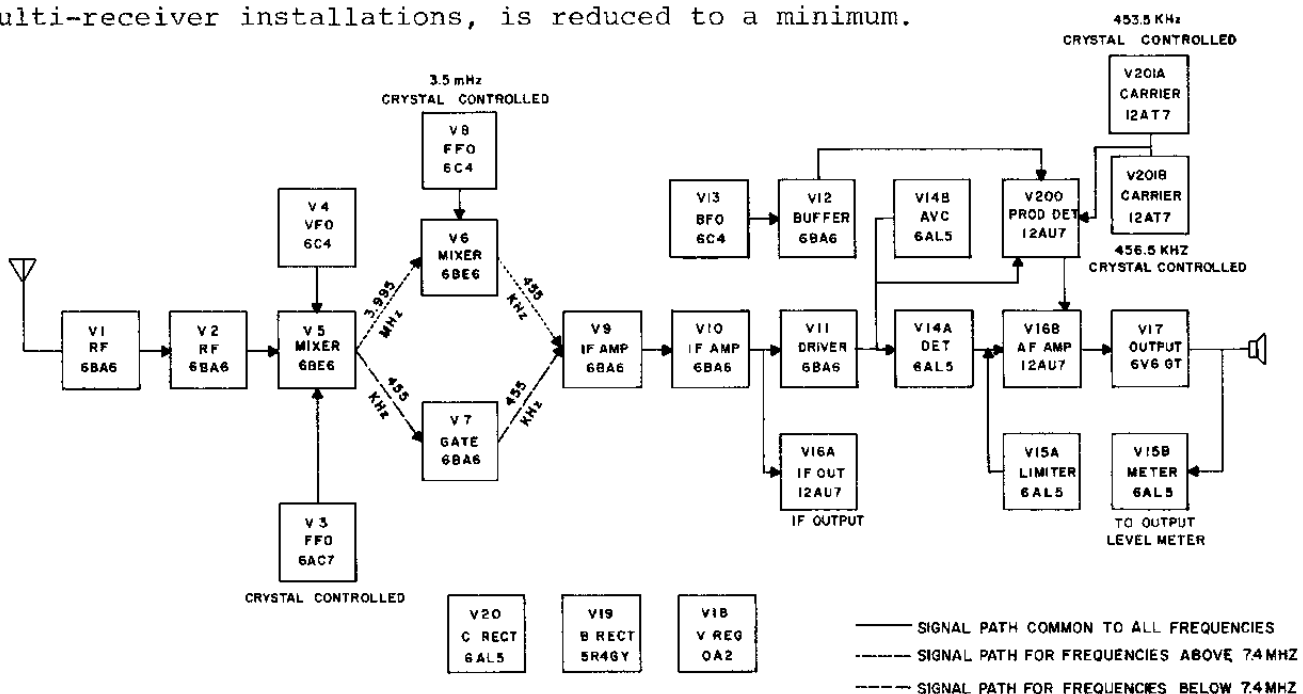 ulti-receiver installations, is reduced to a minimum.
453.5 KHz
CRYSTAL CONTROLLED
V201A
CARRIER
12AT7
3.5 mHz
CRYSTAL CONTROLLED
V8
FFO
6C4
V4
VFO
6C4
V6
MIXER
6BE6
V13
BFO
6C4
V12
BUFFER
6BA6
V14B
AVC
6AL5
V200
PROD DET
12AU7
V201B
CARRIER
12AT7
456.5 KHZ
CRYSTAL CONTROLLED
3.995
MHz
455
KHz
V1
RF
6BA6
V2
RF
6BA6
V5
MIXER
6BE6
V9
IF AMP
6BA6
V10
IF AMP
6BA6
V11
DRIVER
6BA6
V14A
DET
6AL5
V16B
AF AMP
12AU7
V17
OUTPUT
6V6 GT
455
KHz
455
KHz
V7
GATE
6BA6
V16A
IF OUT
12AU7
IF OUTPUT
V15A
LIMITER
6AL5
V15B
METER
6AL5
TO OUTPUT
LEVEL METER
V3
FFO
6AC7
CRYSTAL CONTROLLED
V20
C RECT
6AL5
V19
B RECT
5R4GY
V18
V REG
OA2
SIGNAL PATH COMMON TO ALL FREQUENCIES
SIGNAL PATH FOR FREQUENCIES ABOVE 7.4 MHZ
SIGNAL PATH FOR FREQUENCIES BELOW 7.4 MHZ